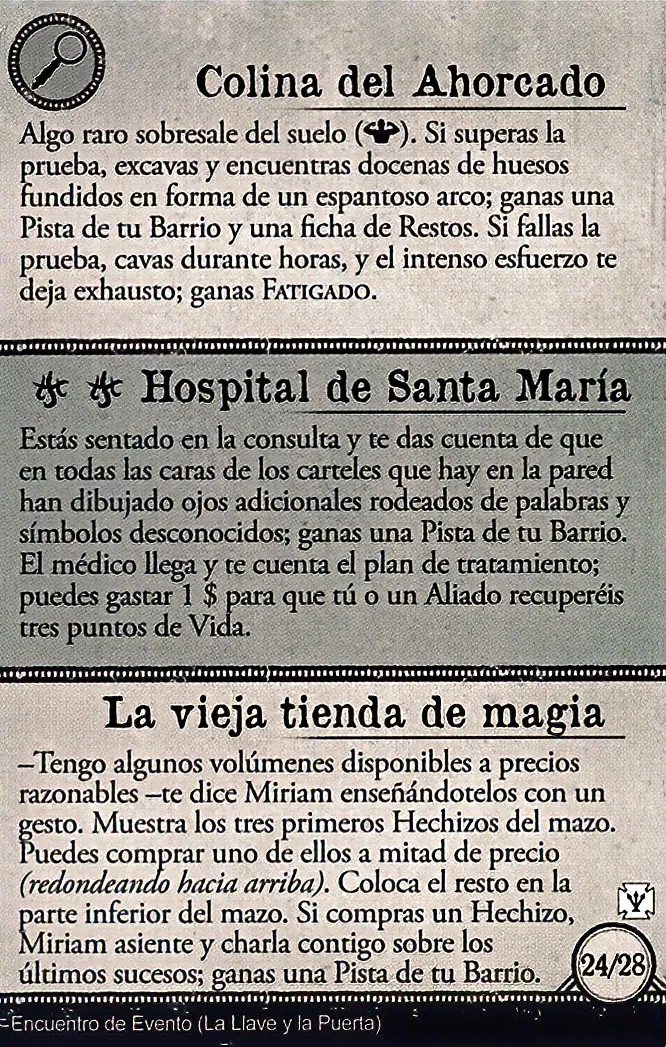 Colina del Ahorcado
Algo raro sobresale del suelo ( ). Si superas la
prueba, excavas y encuentras docenas de huesos
fundidos en forma de un espantoso arco; ganas una
Pista de tu Barrio y una ficha de Restos. Si fallas la
prueba, cavas durante horas, y el intenso esfuerzo te
deja exhausto; ganas FATIGADO.
Hospital de Santa María
Estás sentado en la consulta y te das cuenta de que
en todas las caras de los carteles que hay en la pared
han dibujado ojos adicionales rodeados de palabras y
símbolos desconocidos; ganas una Pista de tu Barrio.
El médico llega y te cuenta el plan de tratamiento;
puedes gastar 1 $ para que tú o un Aliado recuperéis
tres puntos de Vida.
La vieja tienda de magia
–Tengo algunos volúmenes disponibles a precios
razonables –te dice Miriam enseñándotelos con un
gesto. Muestra los tres primeros Hechizos del mazo.
Puedes comprar uno de ellos a mitad de precio
(redondeando hacia arriba). Coloca el resto en la
parte inferior del mazo. Si compras un Hechizo,
Miriam asiente y charla contigo sobre los
últimos sucesos; ganas una Pista de tu Barrio.
24/28
-Encuentro de Evento (La Llave y la Puerta)